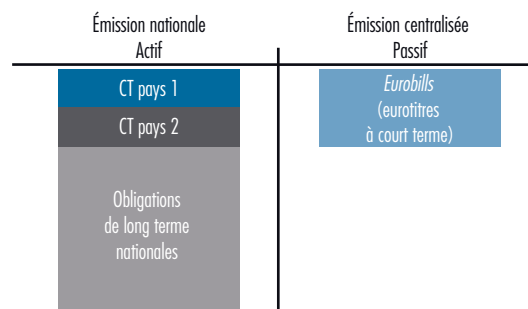 Émission nationale
Actif
Émission centralisée
Passif
CT pays 1
CT pays 2
Obligations
de long terme
nationales
Eurobills
(eurotitres
à court terme)